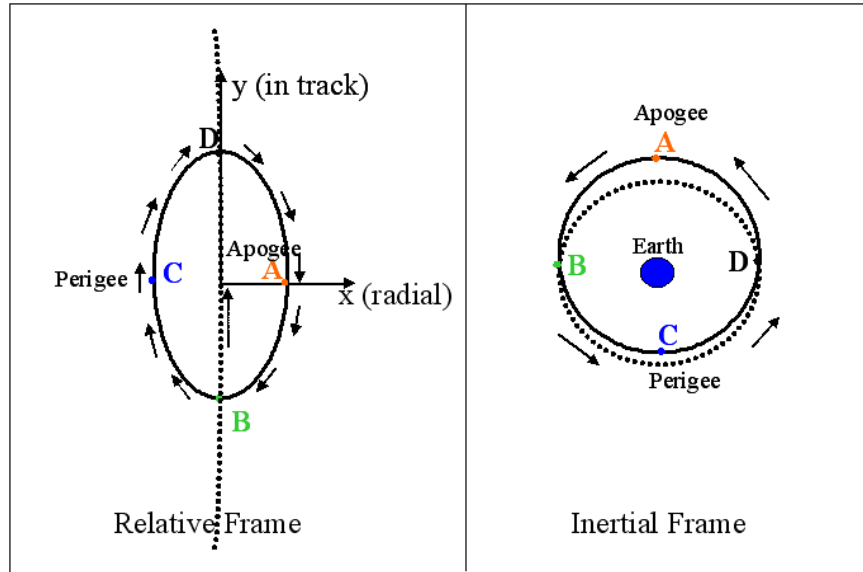 y (in track)
D
Apogee
Perigee
C
A
x (radial)
B
Relative Frame
Apogee
A
Earth
B
D
C
Perigee
Inertial Frame